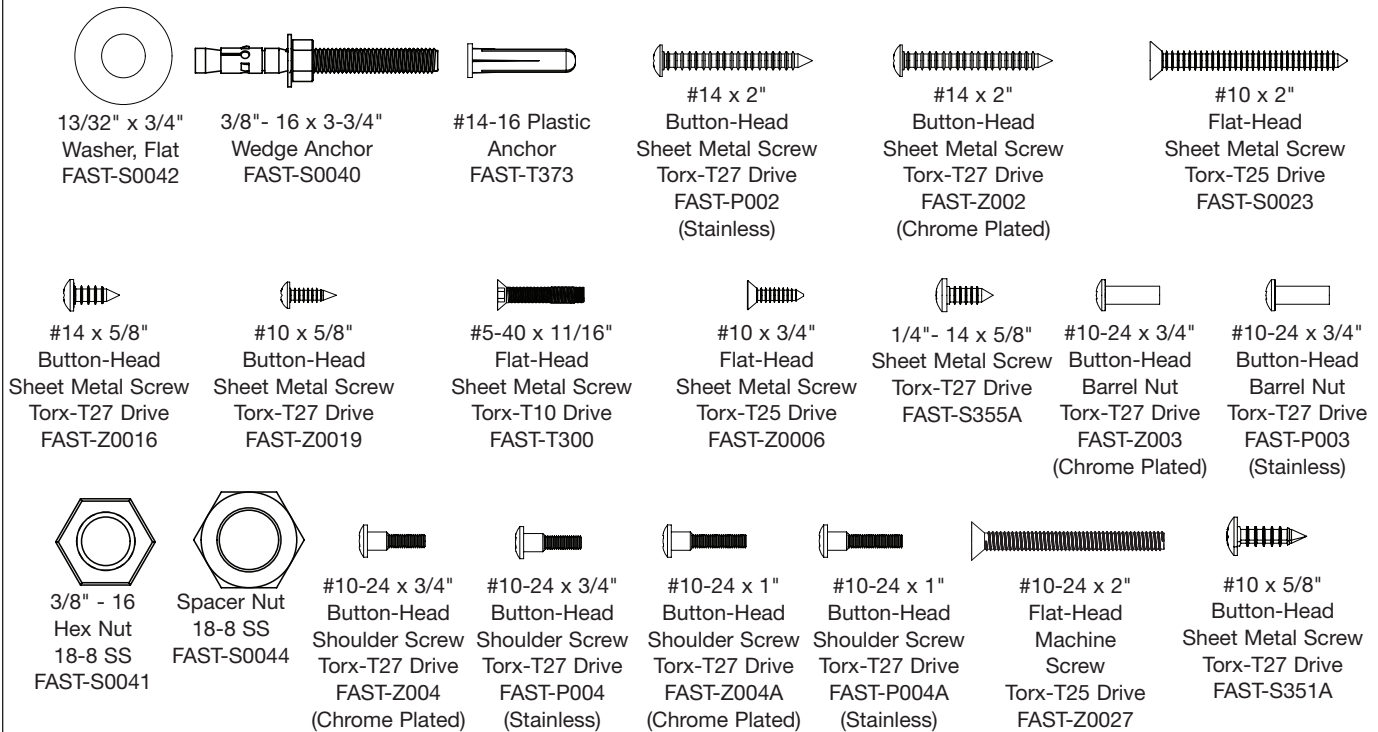 13/32" x 3/4"
Washer, Flat
FAST-S0042
3/8"- 16 x 3-3/4"
Wedge Anchor
FAST-S0040
#14-16 Plastic
Anchor
FAST-T373
#14 x 2"
Button-Head
Sheet Metal Screw
Torx-T27 Drive
FAST-P002
(Stainless)
#14 x 2"
Button-Head
Sheet Metal Screw
Torx-T27 Drive
FAST-Z002
(Chrome Plated)
#10 x 2"
Flat-Head
Sheet Metal Screw
Torx-T25 Drive
FAST-S0023
#14 x 5/8"
Button-Head
Sheet Metal Screw
Torx-T27 Drive
FAST-Z0016
#10 x 5/8"
Button-Head
Sheet Metal Screw
Torx-T27 Drive
FAST-Z0019
#5-40 x 11/16"
Flat-Head
Sheet Metal Screw
Torx-T10 Drive
FAST-T300
#10 x 3/4"
Flat-Head
Sheet Metal Screw
Torx-T25 Drive
FAST-Z0006
1/4"- 14 x 5/8"
Sheet Metal Screw
Torx-T27 Drive
FAST-S355A
#10-24 x 3/4"
Button-Head
Barrel Nut
Torx-T27 Drive
FAST-Z003
(Chrome Plated)
#10-24 x 3/4"
Button-Head
Barrel Nut
Torx-T27 Drive
FAST-P003
(Stainless)
3/8" - 16
Hex Nut
18-8 SS
FAST-S0041
Spacer Nut
18-8 SS
FAST-S0044
#10-24 x 3/4"
Button-Head
Shoulder Screw
Torx-T27 Drive
FAST-Z004
(Chrome Plated)
#10-24 x 3/4"
Button-Head
Shoulder Screw
Torx-T27 Drive
FAST-P004
(Stainless)
#10-24 x 1"
Button-Head
Shoulder Screw
Torx-T27 Drive
FAST-Z004A
(Chrome Plated)
#10-24 x 1"
Button-Head
Shoulder Screw
Torx-T27 Drive
FAST-P004A
(Stainless)
#10-24 x 2"
Flat-Head
Machine
Screw
Torx-T25 Drive
FAST-Z0027
#10 x 5/8"
Button-Head
Sheet Metal Screw
Torx-T27 Drive
FAST-S351A